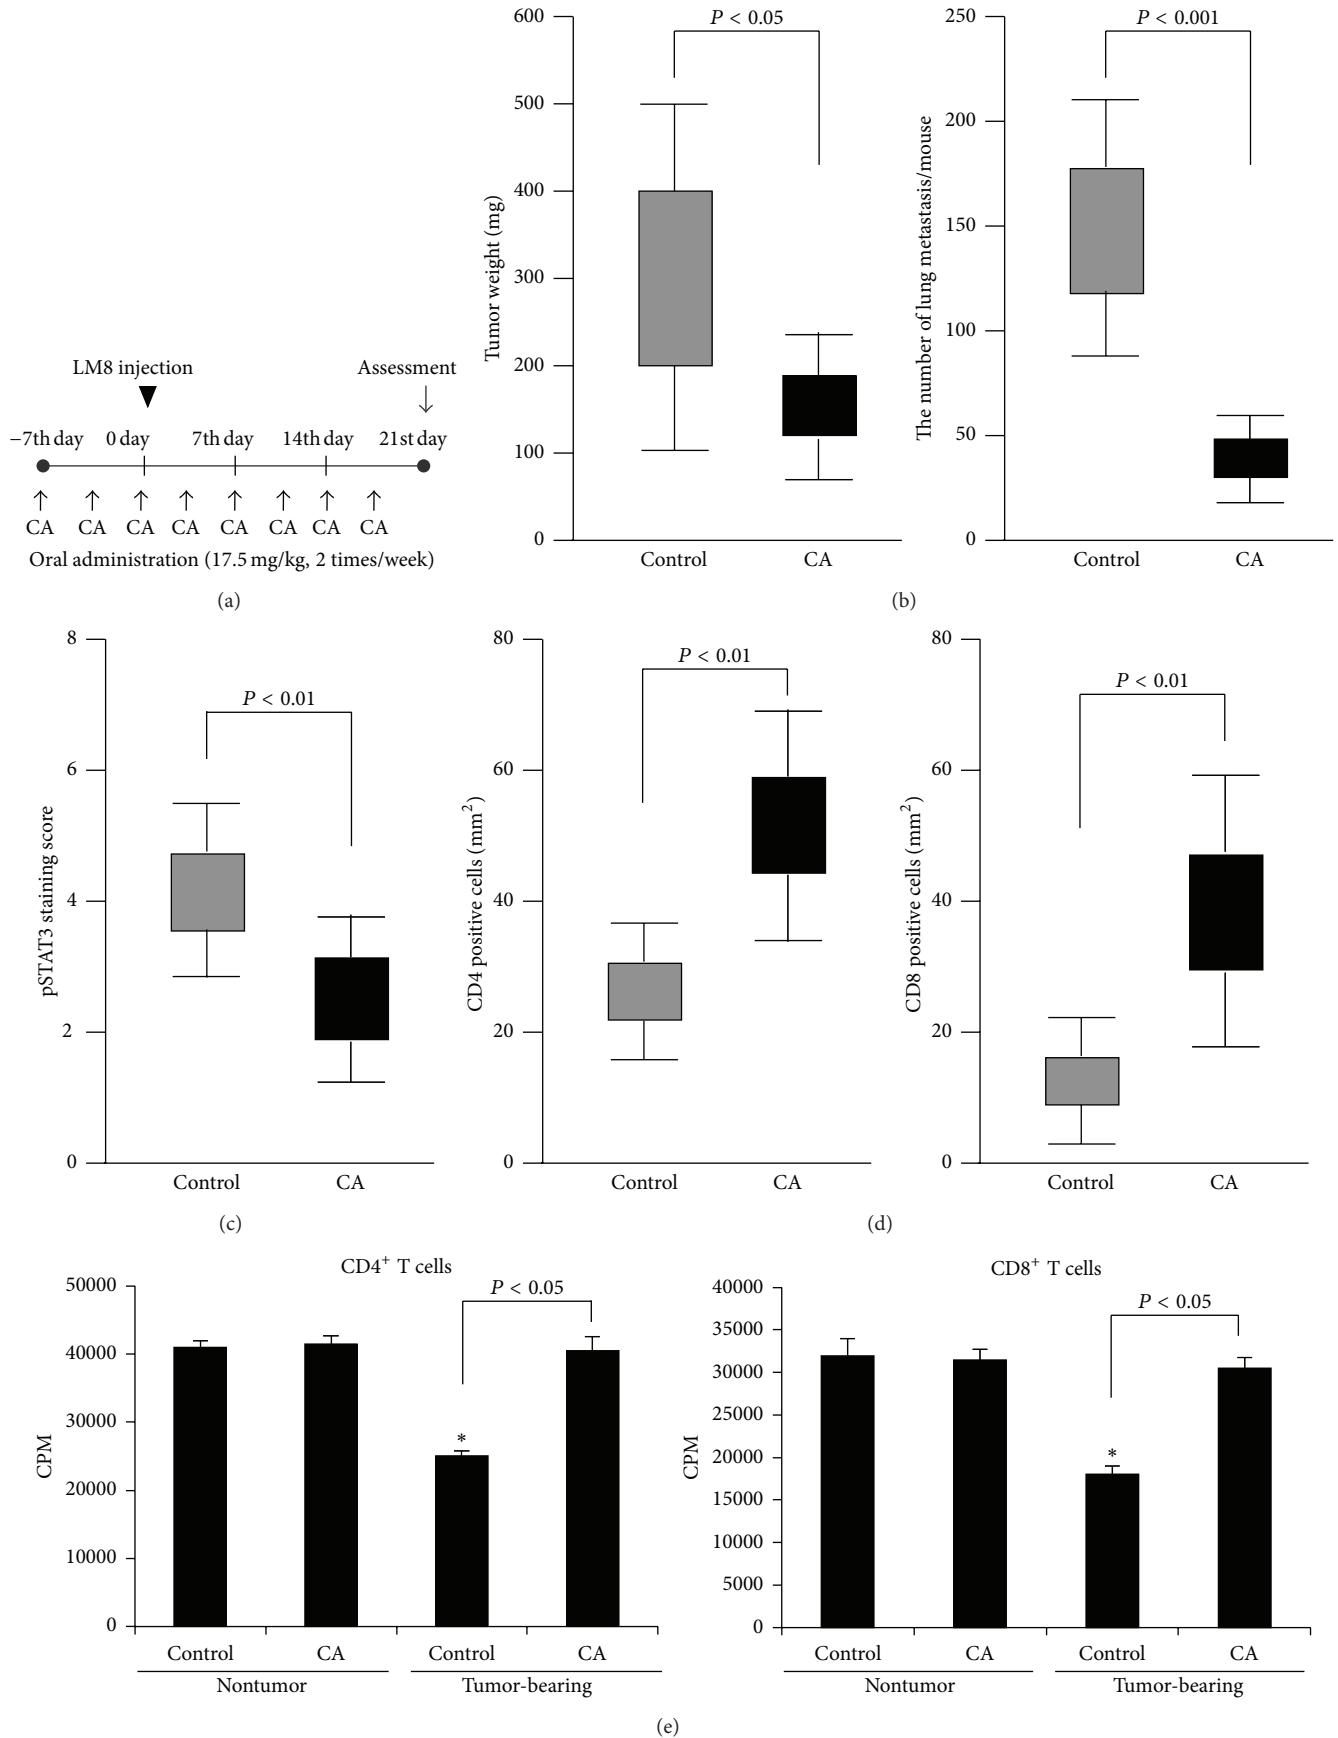 LM8 injection
Assessment
−7th day 0 day 7th day 14th day 21st day
CA CA CA CA CA CA CA CA
Oral administration (17.5 mg/kg, 2 times/week)
(a)
600
500
400
300
200
100
0
Tumor weight (mg)
P < 0.05
Control CA
250
200
150
100
50
0
The number of lung metastasis/mouse
P < 0.001
Control CA
(b)
8
6
4
2
0
pSTAT3 staining score
P < 0.01
Control CA
(c)
80
60
40
20
0
CD4 positive cells (mm²)
P < 0.01
Control CA
80
60
40
20
0
CD8 positive cells (mm²)
P < 0.01
Control CA
(d)
CD4⁺ T cells
50000
40000
30000
20000
10000
0
CPM
P < 0.05
*
Control CA Control CA
Nontumor Tumor-bearing
CD8⁺ T cells
40000
35000
30000
25000
20000
15000
10000
5000
0
CPM
P < 0.05
*
Control CA Control CA
Nontumor Tumor-bearing
(e)